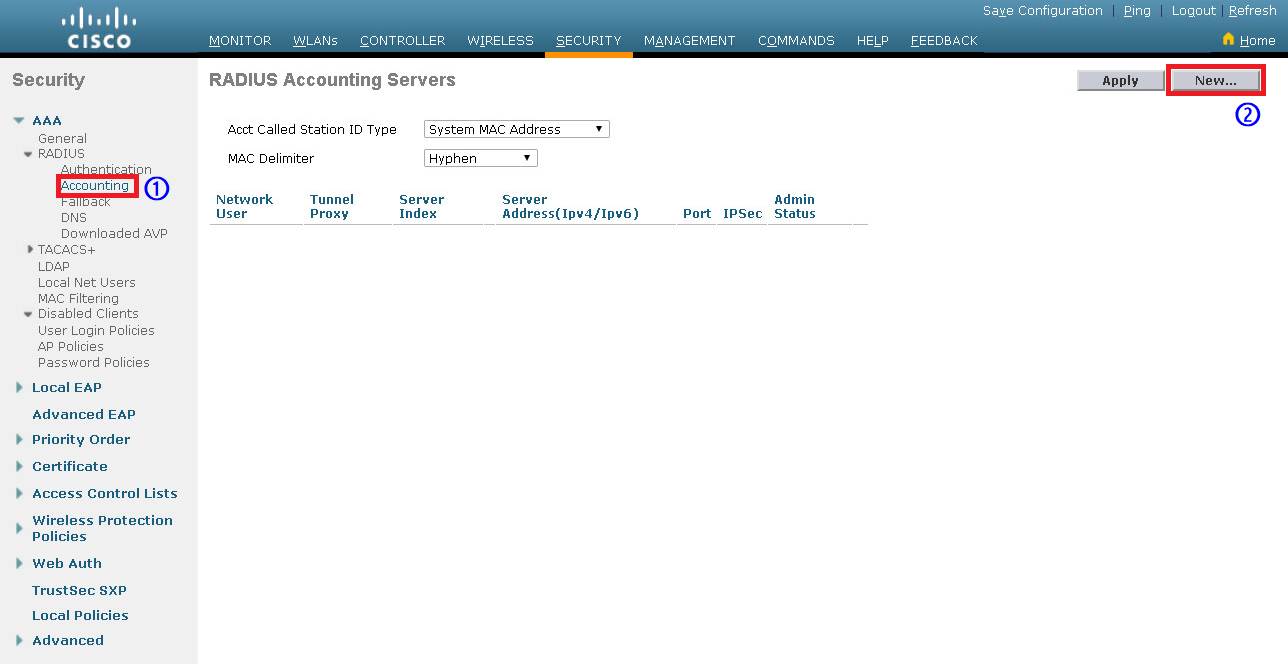 Save Configuration | Ping | Logout | Refresh
CISCO
MONITOR WLANs CONTROLLER WIRELESS SECURITY MANAGEMENT COMMANDS HELP FEEDBACK Home
Security
AAA
General
RADIUS
Authentication
Accounting ①
Fallback
DNS
Downloaded AVP
TACACS+
LDAP
Local Net Users
MAC Filtering
Disabled Clients
User Login Policies
AP Policies
Password Policies
Local EAP
Advanced EAP
Priority Order
Certificate
Access Control Lists
Wireless Protection
Policies
Web Auth
TrustSec SXP
Local Policies
Advanced
RADIUS Accounting Servers
Apply New...
②
Acct Called Station ID Type System MAC Address
MAC Delimiter Hyphen
Network Tunnel Server Server Admin
User Proxy Index Address(Ipv4/Ipv6) Port IPSec Status